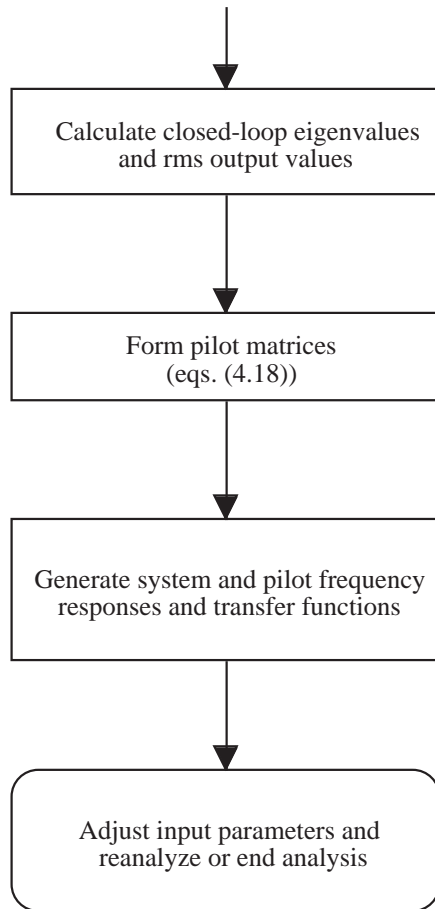 Calculate closed-loop eigenvalues
and rms output values
Form pilot matrices
(eqs. (4.18))
Generate system and pilot frequency
responses and transfer functions
Adjust input parameters and
reanalyze or end analysis